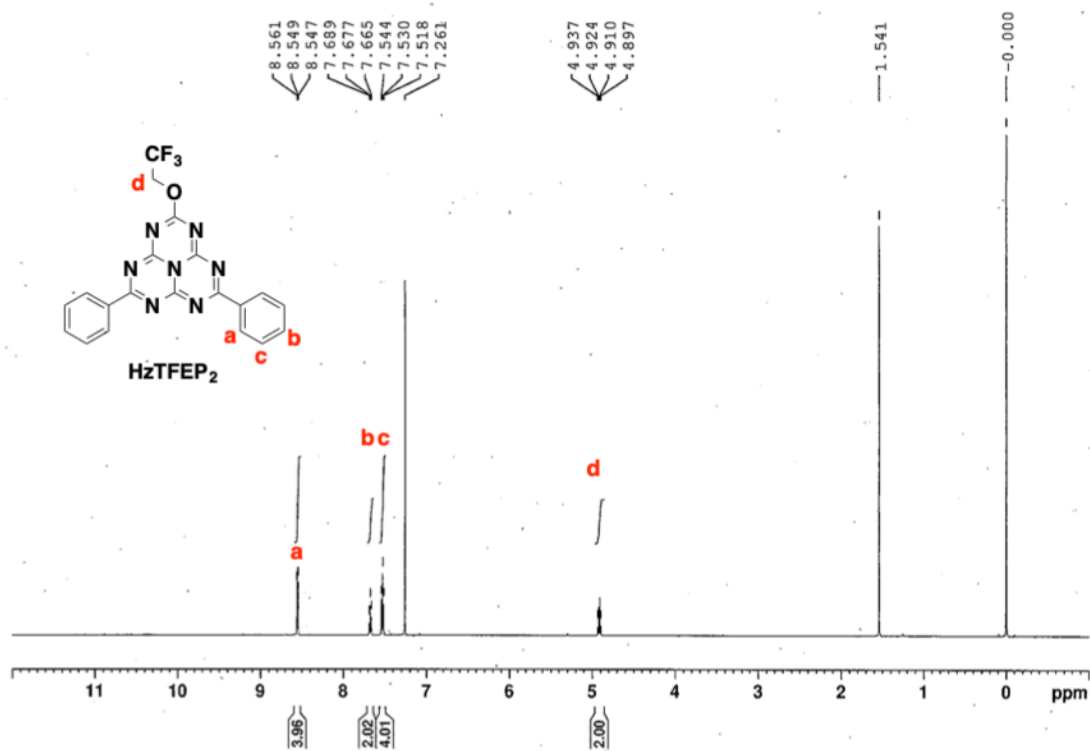 8.561
8.549
8.547
7.689
7.677
7.665
7.544
7.530
7.518
7.261
4.937
4.924
4.910
4.897
1.541
-0.000
CF3
d
O
N N
N N N
N N
a b
c
HzTFEP2
b c
d
a
11 10 9 8 7 6 5 4 3 2 1 0 ppm
3.96
2.02
4.01
2.00